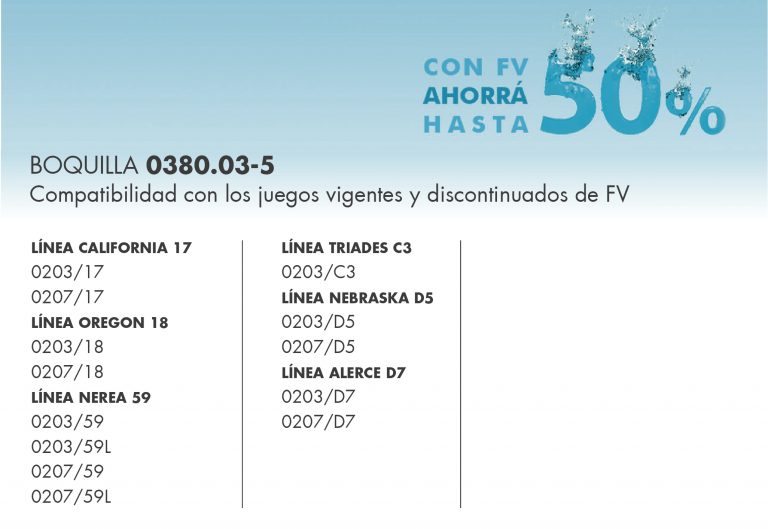 CON FV
AHORRÁ
HASTA
50%
BOQUILLA 0380.03-5
Compatibilidad con los juegos vigentes y discontinuados de FV
LÍNEA CALIFORNIA 17
0203/17
0207/17
LÍNEA OREGON 18
0203/18
0207/18
LÍNEA NEREA 59
0203/59
0203/59L
0207/59
0207/59L
LÍNEA TRIADES C3
0203/C3
LÍNEA NEBRASKA D5
0203/D5
0207/D5
LÍNEA ALERCE D7
0203/D7
0207/D7